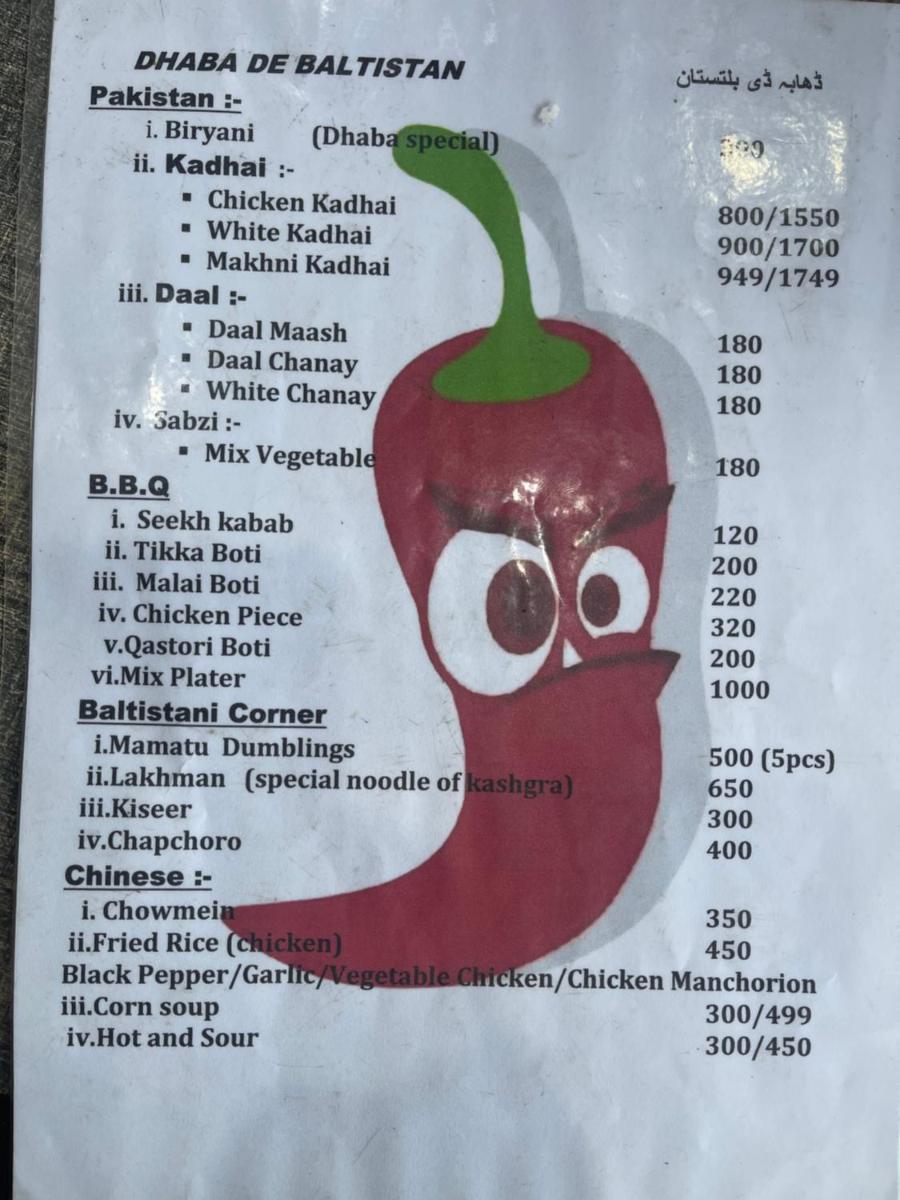 DHABA DE BALTISTAN ڈھابہ ڈی بلتستان
Pakistan :-
i. Biryani (Dhaba special)
ii. Kadhai :-
▪ Chicken Kadhai 800/1550
▪ White Kadhai 900/1700
▪ Makhni Kadhai 949/1749
iii. Daal :-
▪ Daal Maash 180
▪ Daal Chanay 180
▪ White Chanay 180
iv. Sabzi :-
▪ Mix Vegetable 180
B.B.Q
i. Seekh kabab 120
ii. Tikka Boti 200
iii. Malai Boti 220
iv. Chicken Piece 320
v.Qastori Boti 200
vi.Mix Plater 1000
Baltistani Corner
i.Mamatu Dumblings 500 (5pcs)
ii.Lakhman (special noodle of kashgra) 650
iii.Kiseer 300
iv.Chapchoro 400
Chinese :-
i. Chowmein 350
ii.Fried Rice (chicken) 450
Black Pepper/Garlic/Vegetable Chicken/Chicken Manchorion
iii.Corn soup 300/499
iv.Hot and Sour 300/450